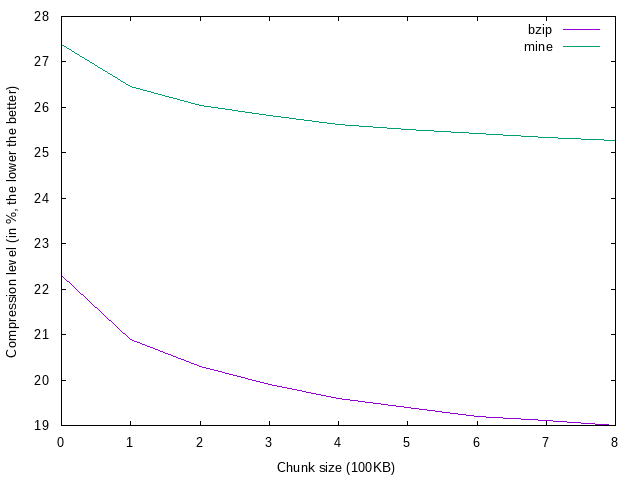 28
27
26
25
24
23
22
21
20
19
0 1 2 3 4 5 6 7 8
Compression level (in %, the lower the better)
Chunk size (100KB)
bzip
mine